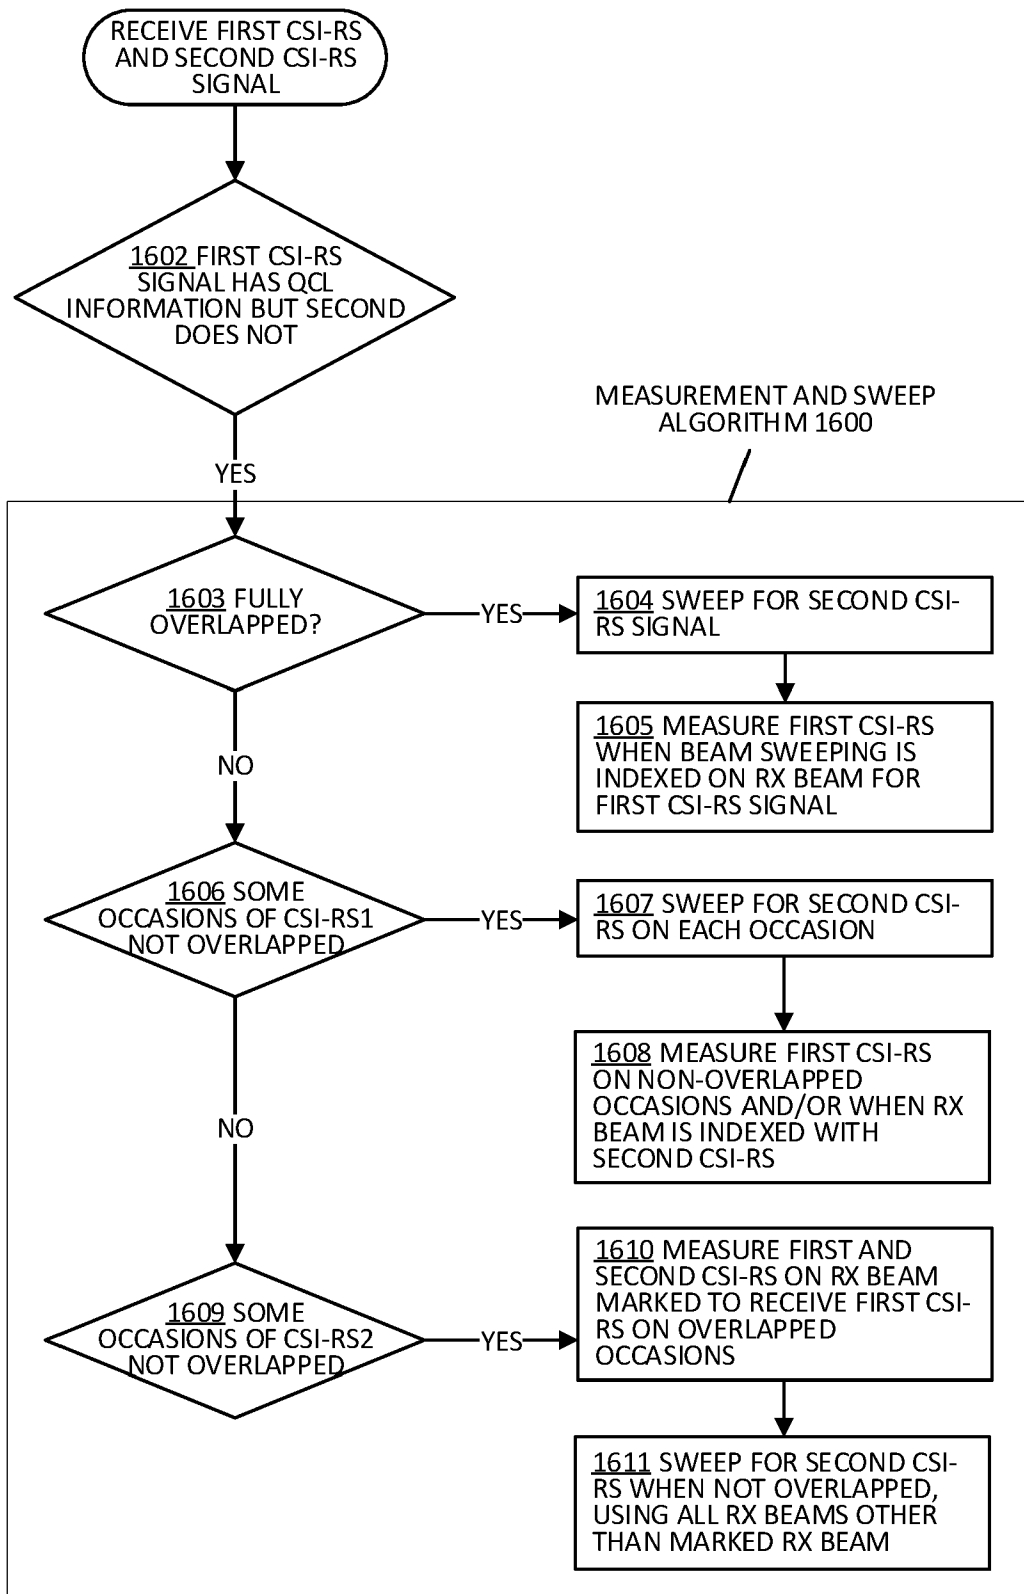 RECEIVE FIRST CSI-RS
AND SECOND CSI-RS
SIGNAL
1602 FIRST CSI-RS
SIGNAL HAS QCL
INFORMATION BUT SECOND
DOES NOT
MEASUREMENT AND SWEEP
ALGORITHM 1600
YES
1603 FULLY
OVERLAPPED?
YES
1604 SWEEP FOR SECOND CSI-
RS SIGNAL
1605 MEASURE FIRST CSI-RS
WHEN BEAM SWEEPING IS
INDEXED ON RX BEAM FOR
FIRST CSI-RS SIGNAL
NO
1606 SOME
OCCASIONS OF CSI-RS1
NOT OVERLAPPED
YES
1607 SWEEP FOR SECOND CSI-
RS ON EACH OCCASION
1608 MEASURE FIRST CSI-RS
ON NON-OVERLAPPED
OCCASIONS AND/OR WHEN RX
BEAM IS INDEXED WITH
SECOND CSI-RS
NO
1609 SOME
OCCASIONS OF CSI-RS2
NOT OVERLAPPED
YES
1610 MEASURE FIRST AND
SECOND CSI-RS ON RX BEAM
MARKED TO RECEIVE FIRST CSI-
RS ON OVERLAPPED
OCCASIONS
1611 SWEEP FOR SECOND CSI-
RS WHEN NOT OVERLAPPED,
USING ALL RX BEAMS OTHER
THAN MARKED RX BEAM